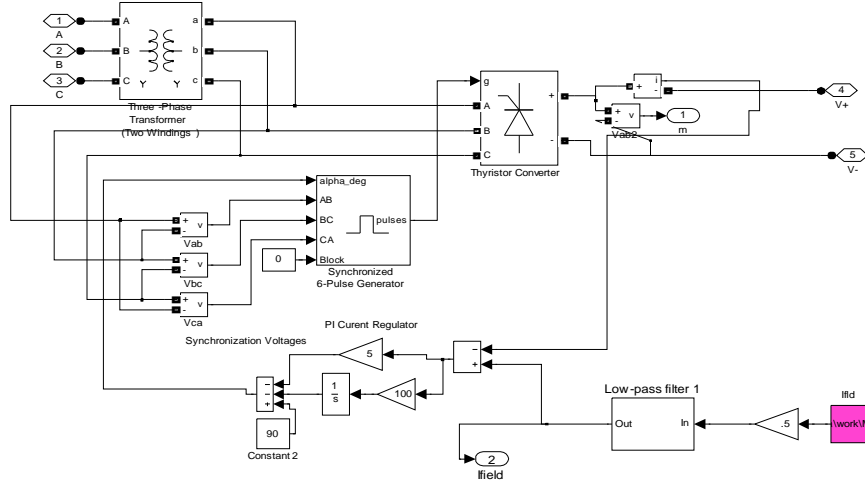 1
A
2
B
3
C
A
B
C
a
b
c
Y
Y
Three -Phase
Transformer
(Two Windings )
g
A
B
C
+
-
Thyristor Converter
+
-
i
+
-
v
Vab2
1
m
4
V+
5
V-
alpha_deg
AB
BC
CA
Block
pulses
Synchronized
6-Pulse Generator
0
+
-
v
Vab
+
-
v
Vbc
+
-
v
Vca
Synchronization Voltages
PI Curent Regulator
5
100
1
s
−
−
+
90
Constant 2
−
+
Low-pass filter 1
Out
In
.5
Ifld
2
Ifield